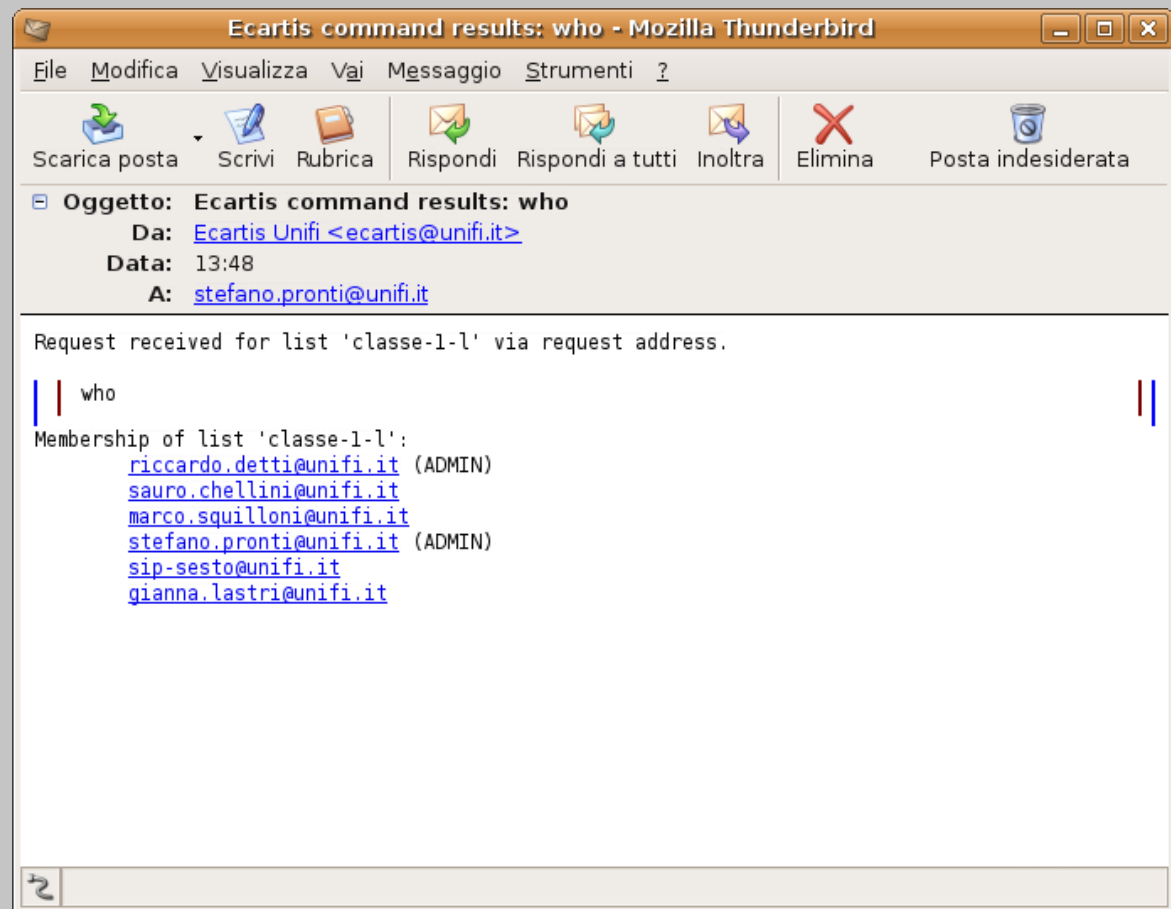 Ecartis command results: who - Mozilla Thunderbird
File Modifica Visualizza Vai Messaggio Strumenti ?
Scarica posta Scrivi Rubrica Rispondi Rispondi a tutti Inoltra Elimina Posta indesiderata
Oggetto: Ecartis command results: who
Da: Ecartis Unifi <ecartis@unifi.it>
Data: 13:48
A: stefano.pronti@unifi.it
Request received for list 'classe-1-l' via request address.
who
Membership of list 'classe-1-l':
riccardo.detti@unifi.it (ADMIN)
sauro.chellini@unifi.it
marco.squilloni@unifi.it
stefano.pronti@unifi.it (ADMIN)
sip-sesto@unifi.it
gianna.lastri@unifi.it